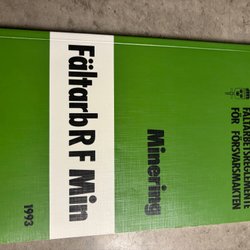 FÄLTARBETSREGLEMENTE
FÖR FÖRSVARSMAKTEN
Minering
Fältarb R F Min
1993